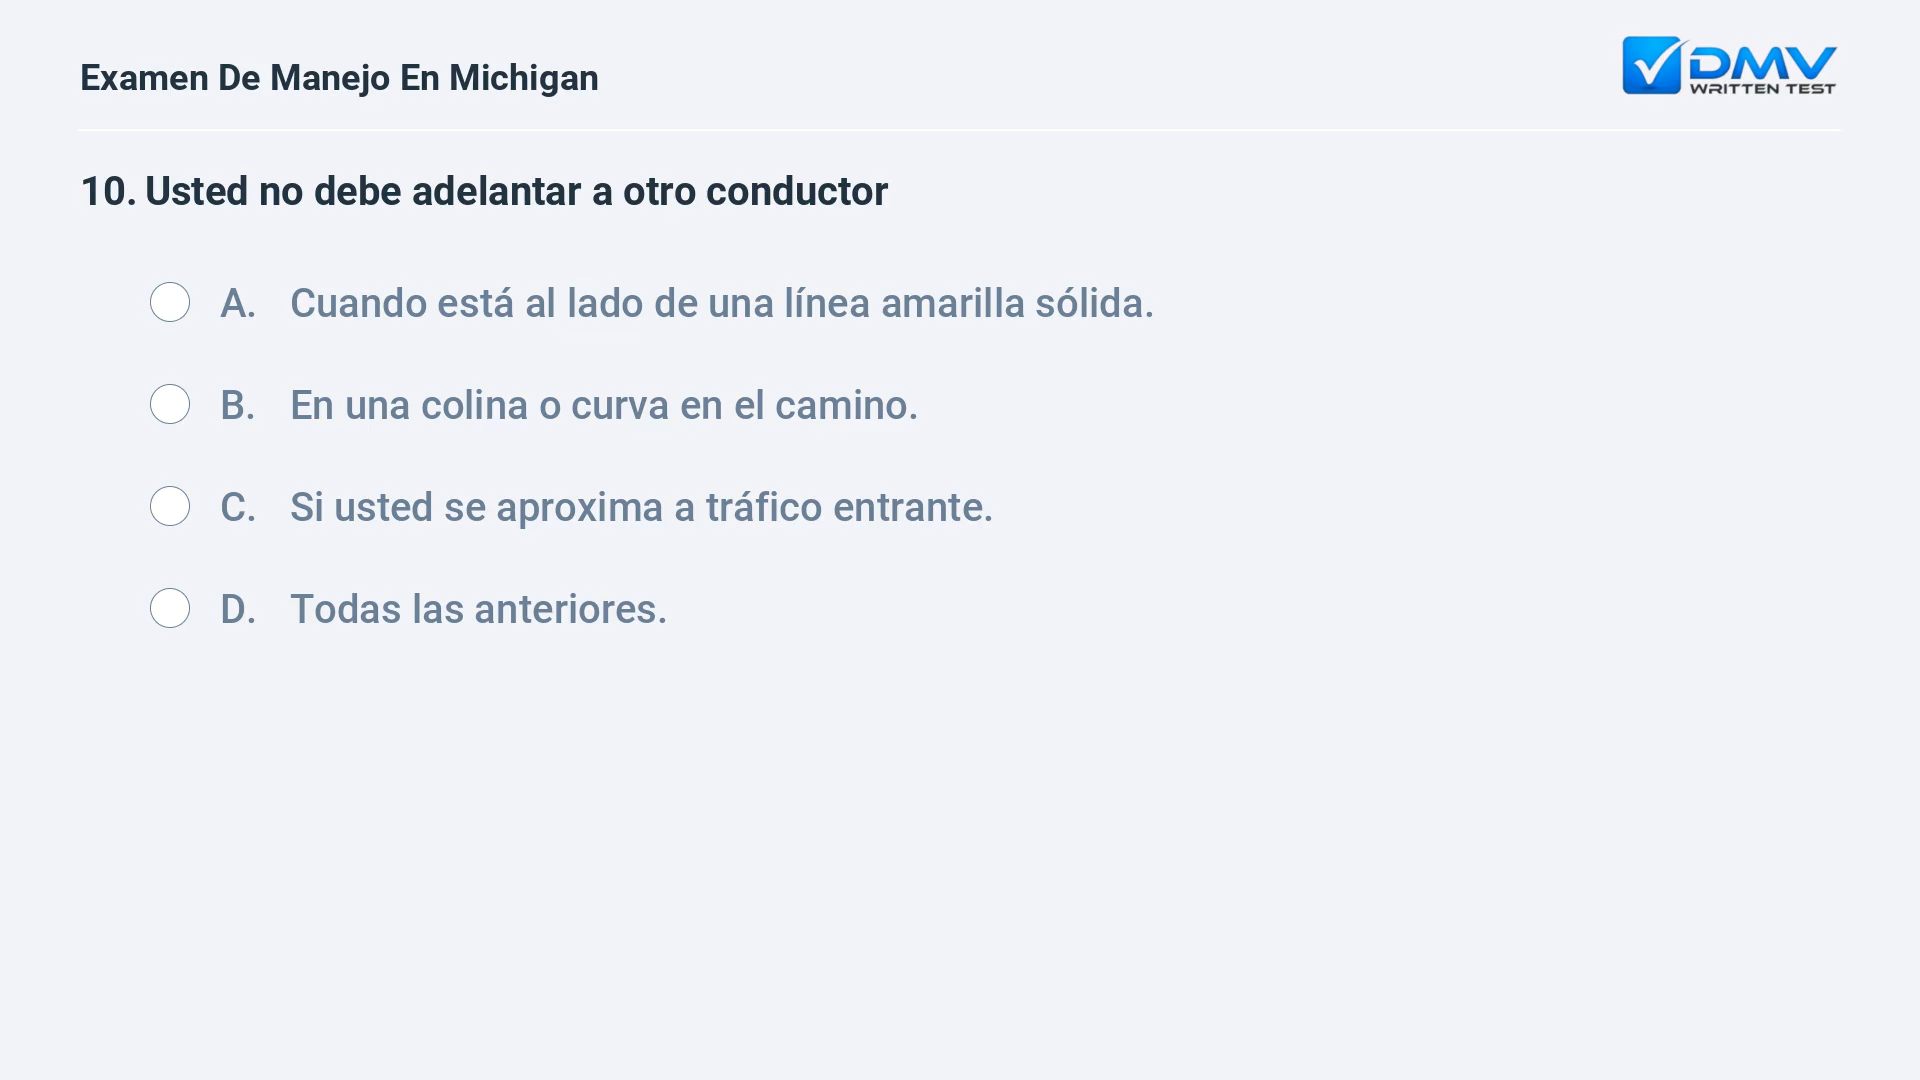 Examen De Manejo En Michigan
DMV
WRITTEN TEST
10. Usted no debe adelantar a otro conductor
A. Cuando está al lado de una línea amarilla sólida.
B. En una colina o curva en el camino.
C. Si usted se aproxima a tráfico entrante.
D. Todas las anteriores.